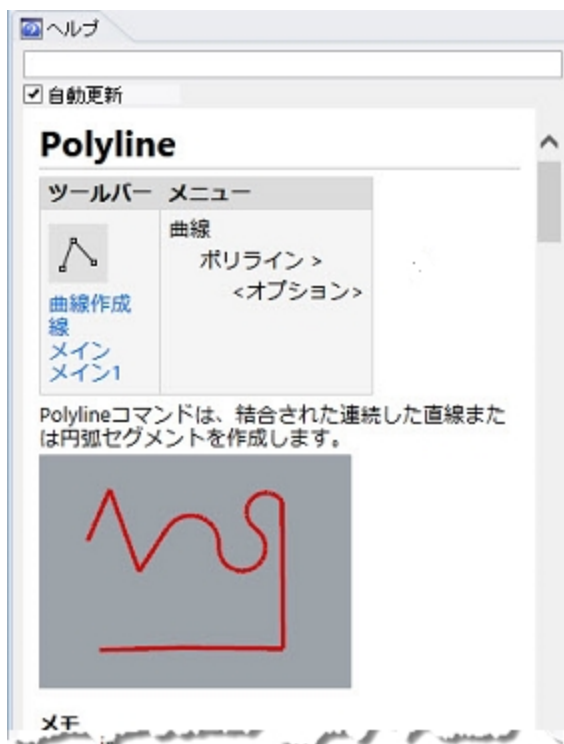 ヘルプ
自動更新
Polyline
ツールバー メニュー
曲線
ポリライン >
<オプション>
曲線作成
線
メイン
メイン1
Polylineコマンドは、結合された連続した直線また
は円弧セグメントを作成します。
メモ